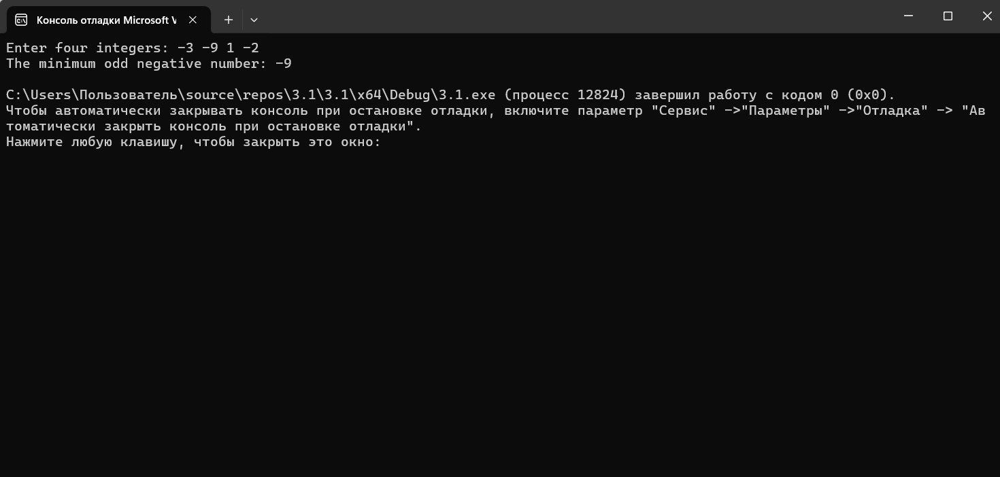 Консоль отладки Microsoft V
Enter four integers: -3 -9 1 -2
The minimum odd negative number: -9
C:\Users\Пользователь\source\repos\3.1\3.1\x64\Debug\3.1.exe (процесс 12824) завершил работу с кодом 0 (0x0).
Чтобы автоматически закрывать консоль при остановке отладки, включите параметр "Сервис" ->"Параметры" ->"Отладка" -> "Ав
томатически закрыть консоль при остановке отладки".
Нажмите любую клавишу, чтобы закрыть это окно: